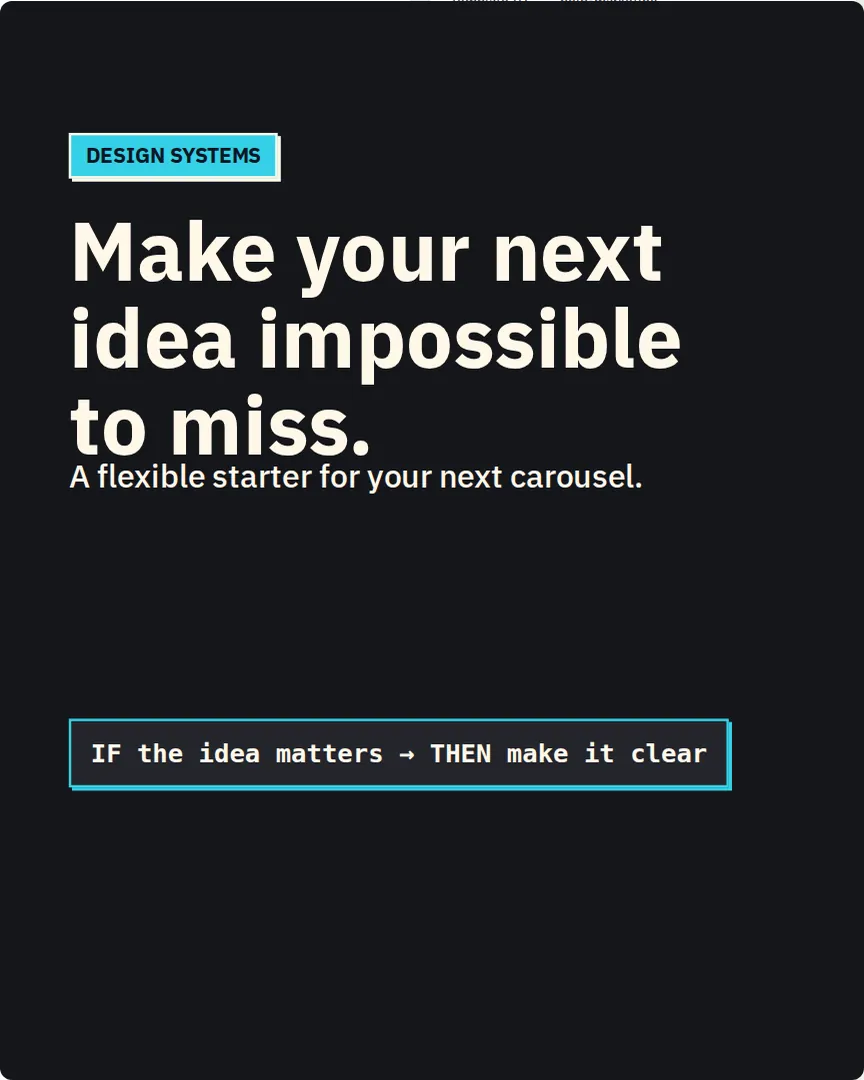 DESIGN SYSTEMS
Make your next
idea impossible
to miss.
A flexible starter for your next carousel.
IF the idea matters → THEN make it clear